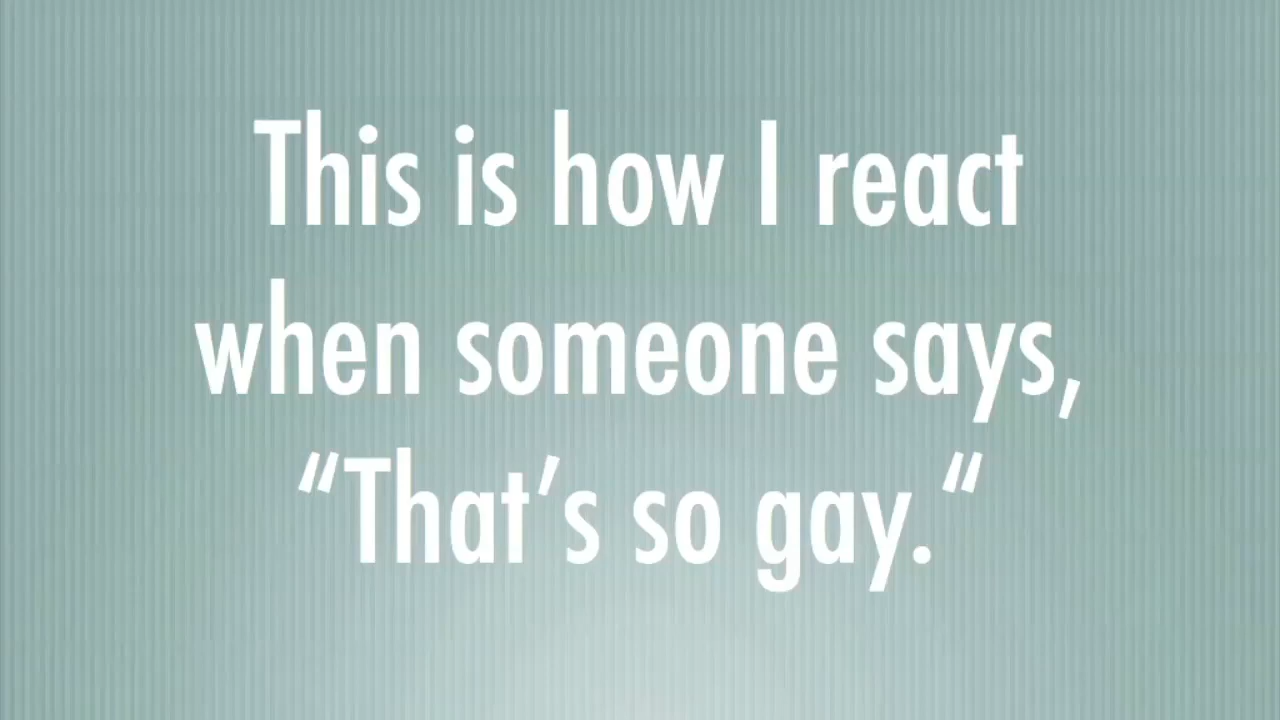 This is how I react
when someone says,
“That’s so gay.“